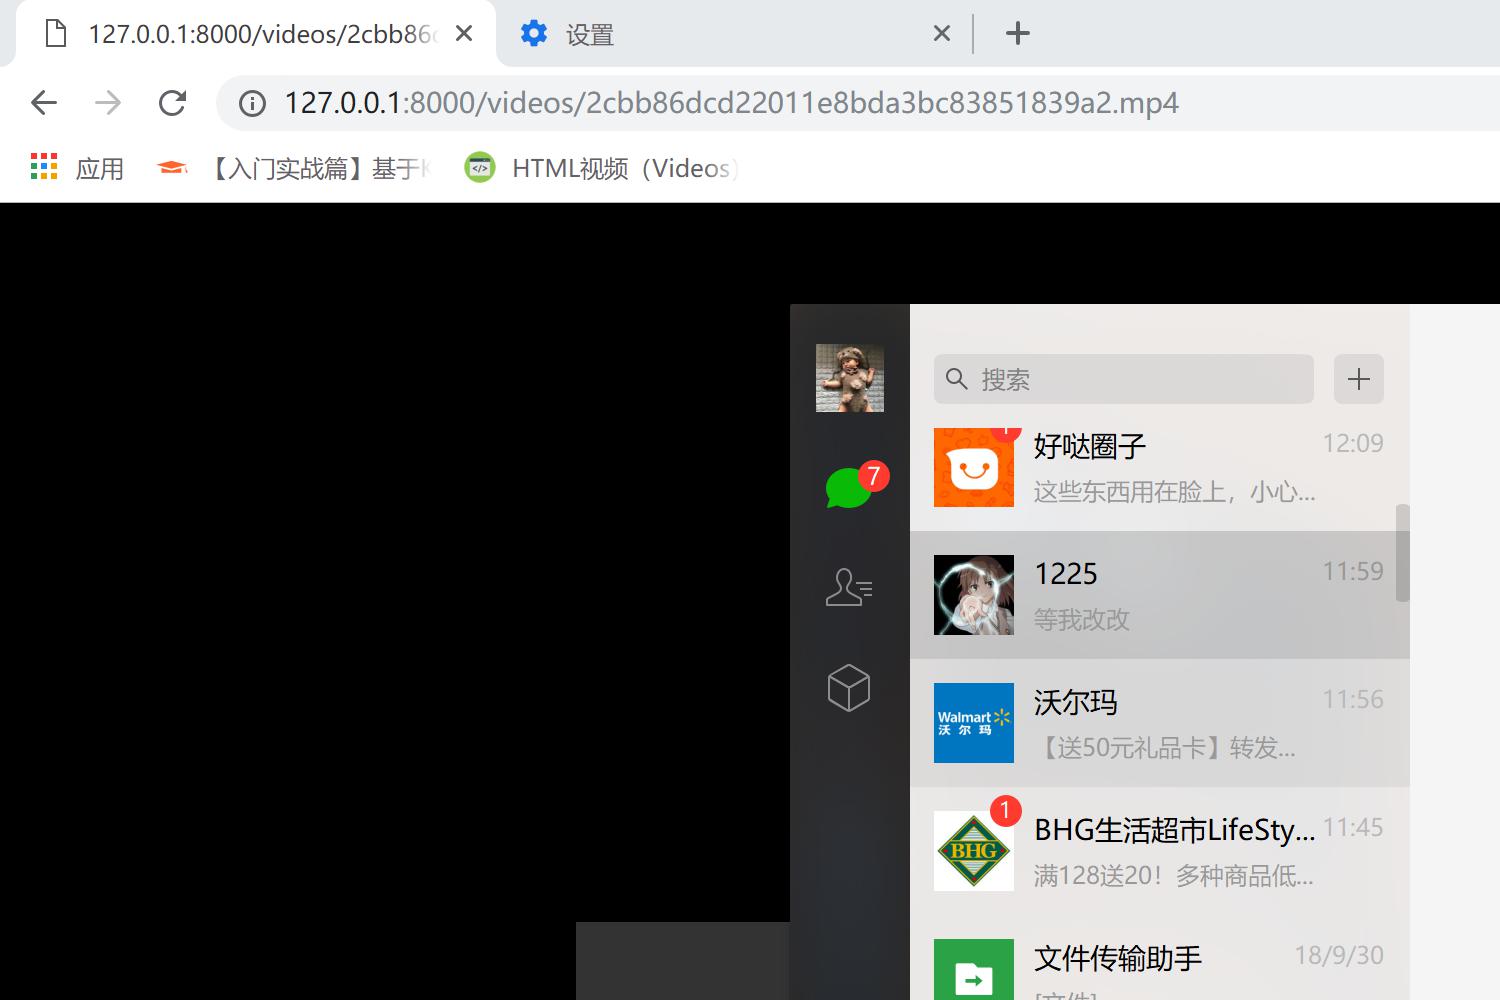 127.0.0.1:8000/videos/2cbb86
设置
127.0.0.1:8000/videos/2cbb86dcd22011e8bda3bc83851839a2.mp4
应用
【入门实战篇】基于
HTML视频（Videos）
搜索
好哒圈子
12:09
这些东西用在脸上，小心...
7
1225
11:59
等我改改
Walmart
沃尔玛
沃尔玛
11:56
【送50元礼品卡】转发...
1
BHG
BHG生活超市LifeSty...
11:45
满128送20！多种商品低...
文件传输助手
18/9/30
[文件]